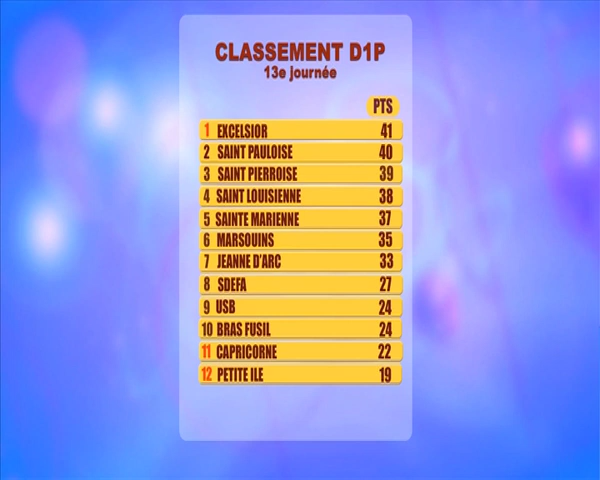 CLASSEMENT D1P
13e journée
PTS
1 EXCELSIOR 41
2 SAINT PAULOISE 40
3 SAINT PIERROISE 39
4 SAINT LOUISIENNE 38
5 SAINTE MARIENNE 37
6 MARSOUINS 35
7 JEANNE D'ARC 33
8 SDEFA 27
9 USB 24
10 BRAS FUSIL 24
11 CAPRICORNE 22
12 PETITE ILE 19